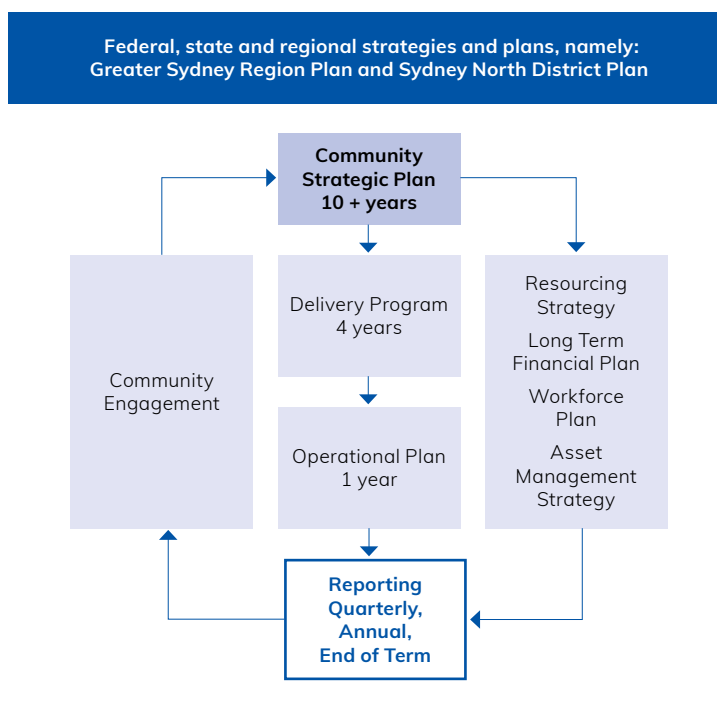 Federal, state and regional strategies and plans, namely:
Greater Sydney Region Plan and Sydney North District Plan
Community
Strategic Plan
10 + years
Community
Engagement
Delivery Program
4 years
Operational Plan
1 year
Resourcing
Strategy
Long Term
Financial Plan
Workforce
Plan
Asset
Management
Strategy
Reporting
Quarterly,
Annual,
End of Term